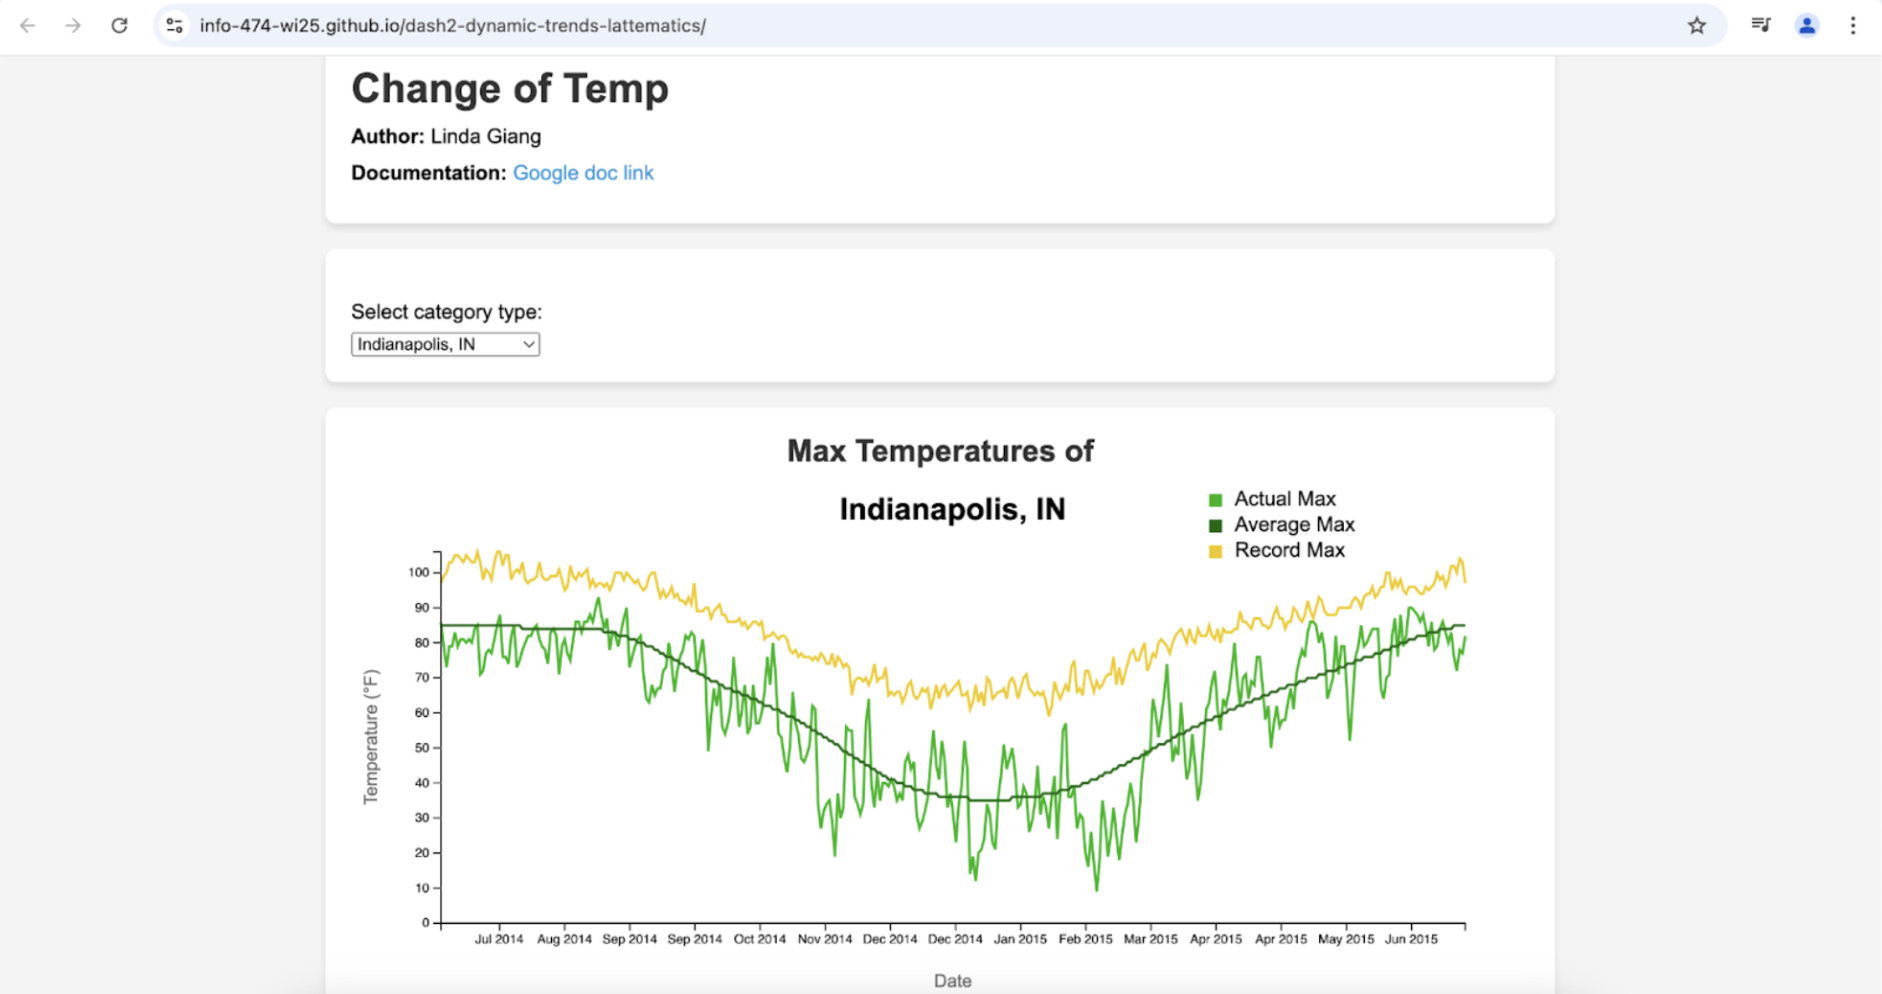 info-474-wi25.github.io/dash2-dynamic-trends-lattematics/
Change of Temp
Author: Linda Giang
Documentation: Google doc link
Select category type:
Indianapolis, IN
Max Temperatures of
Indianapolis, IN
Actual Max
Average Max
Record Max
100
90
80
70
60
50
40
30
20
10
0
Temperature (°F)
Jul 2014 Aug 2014 Sep 2014 Sep 2014 Oct 2014 Nov 2014 Dec 2014 Dec 2014 Jan 2015 Feb 2015 Mar 2015 Apr 2015 Apr 2015 May 2015 Jun 2015
Date